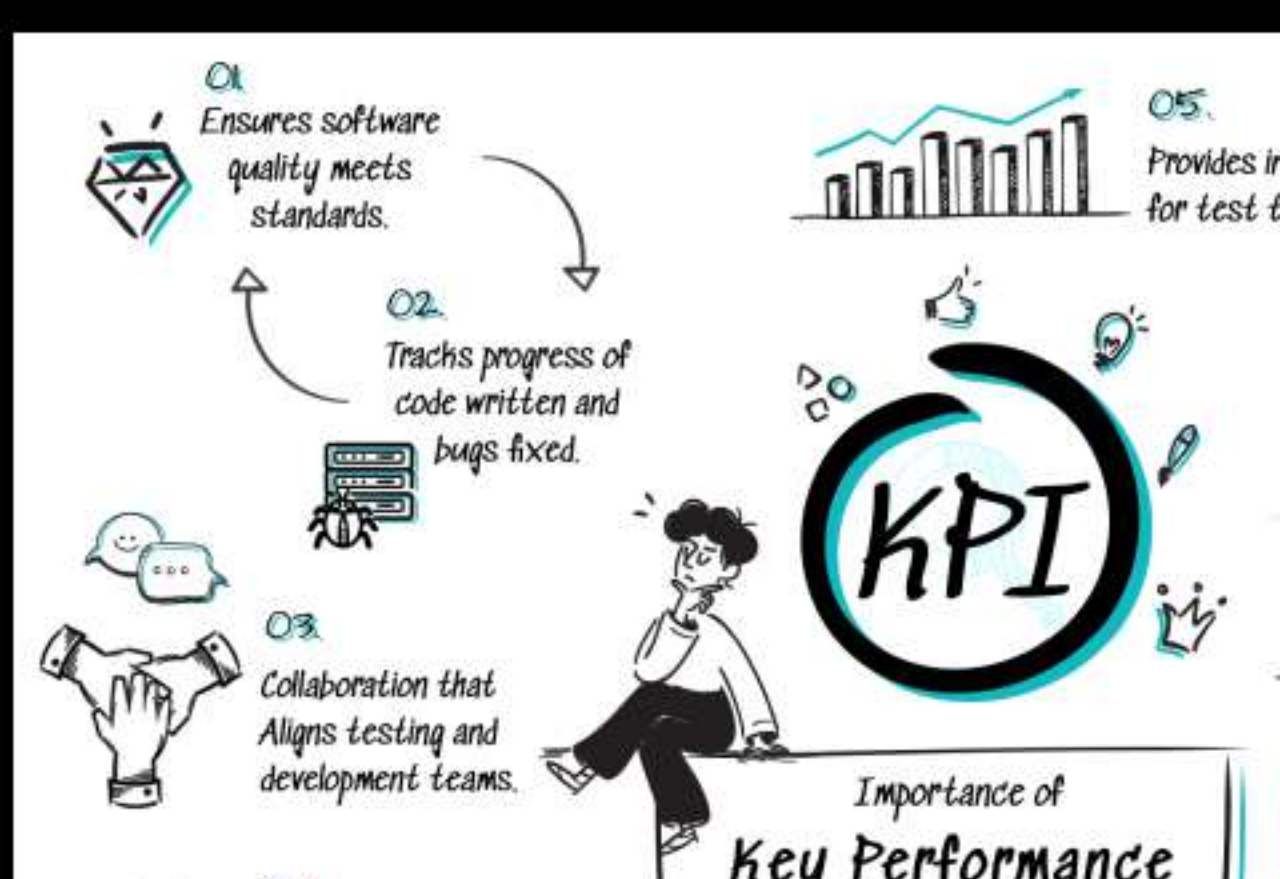 01.
Ensures software
quality meets
standards.
02.
Tracks progress of
code written and
bugs fixed.
03.
Collaboration that
Aligns testing and
development teams.
05.
Provides
for test
KPI
Importance of
Key Performance